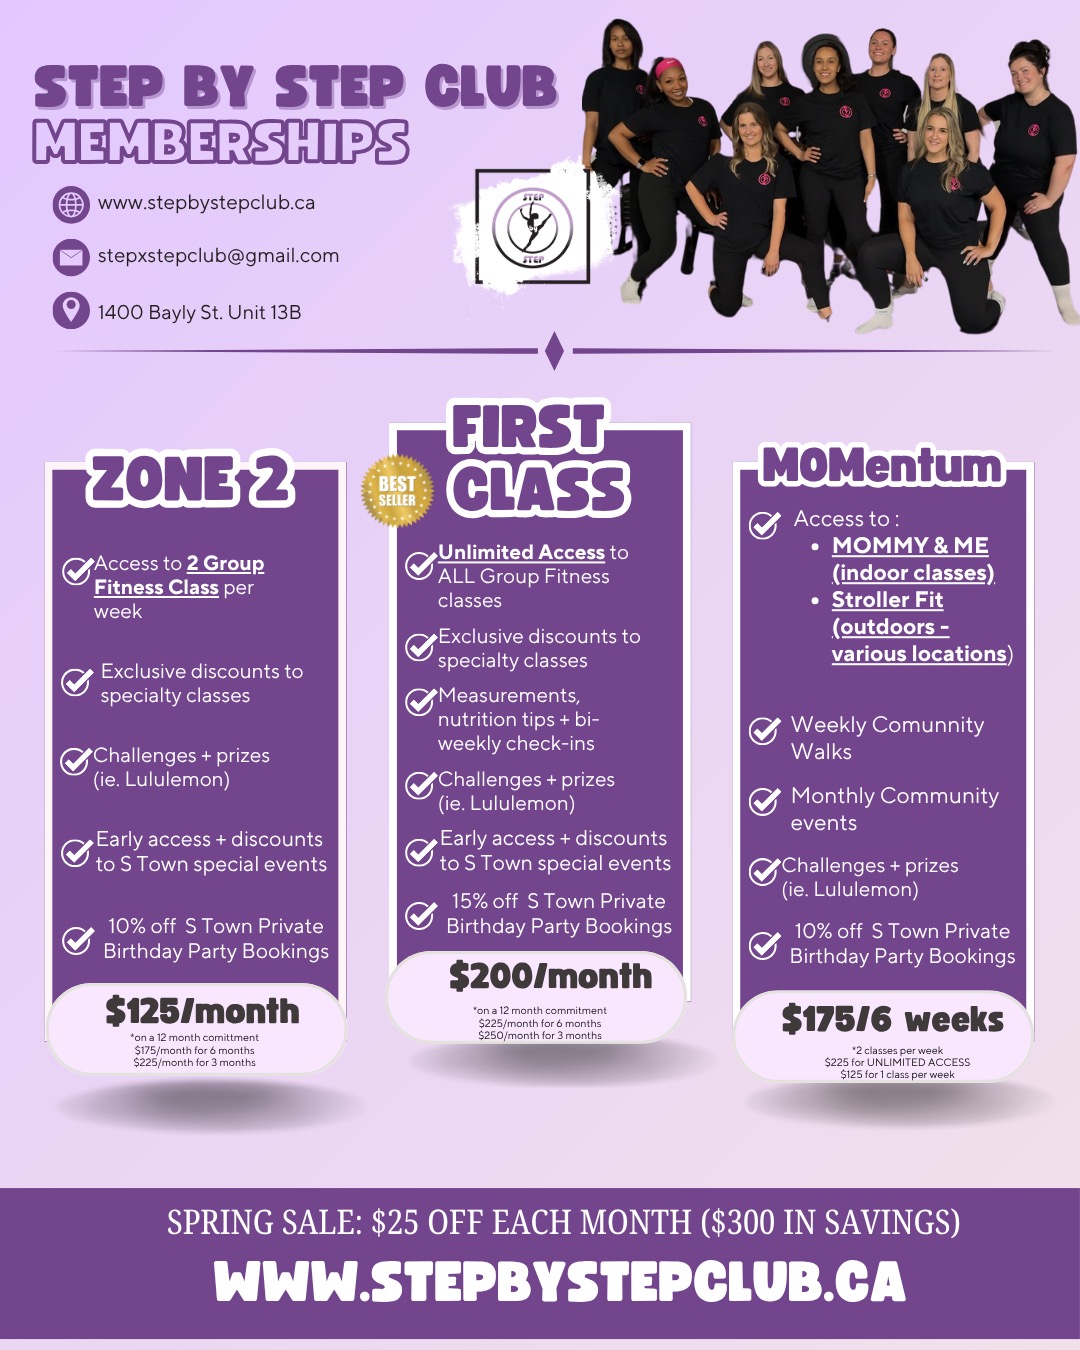 STEP BY STEP CLUB
MEMBERSHIPS
www.stepbystepclub.ca
stepxstepclub@gmail.com
1400 Bayly St. Unit 13B
STEP
BY
STEP
ZONE 2
Access to 2 Group
Fitness Class per
week
Exclusive discounts to
specialty classes
Challenges + prizes
(ie. Lululemon)
Early access + discounts
to S Town special events
10% off S Town Private
Birthday Party Bookings
$125/month
*on a 12 month comittment
$175/month for 6 months
$225/month for 3 months
BEST
SELLER
FIRST
CLASS
Unlimited Access to
ALL Group Fitness
classes
Exclusive discounts to
specialty classes
Measurements,
nutrition tips + bi-
weekly check-ins
Challenges + prizes
(ie. Lululemon)
Early access + discounts
to S Town special events
15% off S Town Private
Birthday Party Bookings
$200/month
*on a 12 month commitment
$225/month for 6 months
$250/month for 3 months
MOMentum
Access to :
• MOMMY & ME
(indoor classes)
• Stroller Fit
(outdoors -
various locations)
Weekly Comunnity
Walks
Monthly Community
events
Challenges + prizes
(ie. Lululemon)
10% off S Town Private
Birthday Party Bookings
$175/6 weeks
*2 classes per week
$225 for UNLIMITED ACCESS
$125 for 1 class per week
SPRING SALE: $25 OFF EACH MONTH ($300 IN SAVINGS)
WWW.STEPBYSTEPCLUB.CA